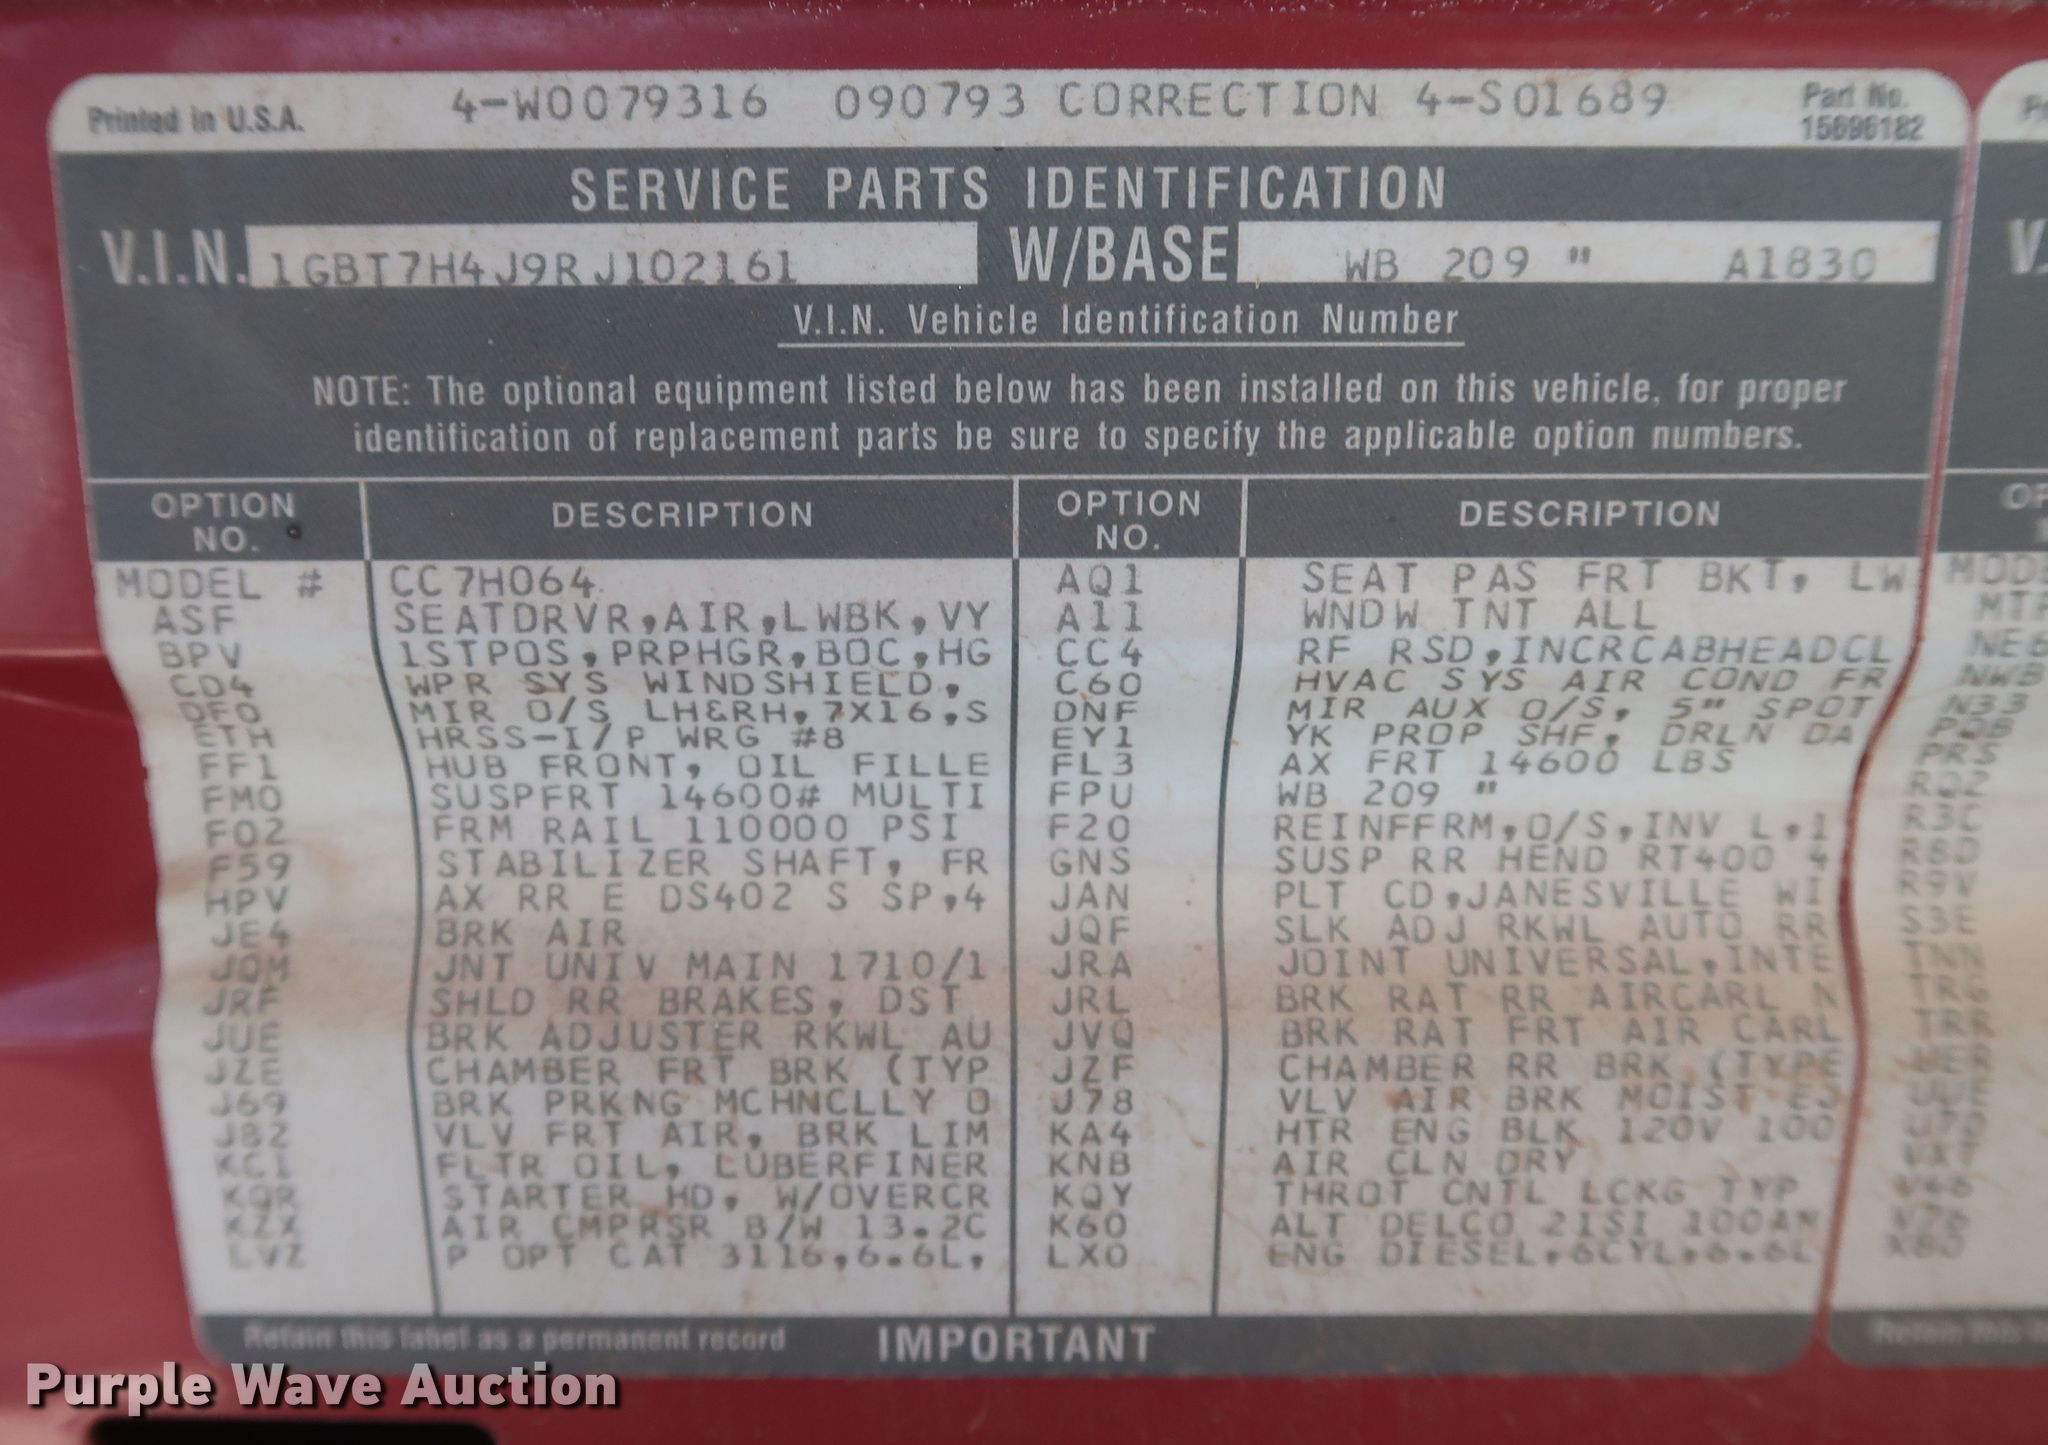 Printed in U.S.A. 4-W0079316 090793 CORRECTION 4-S01689 Part No. 15696182
SERVICE PARTS IDENTIFICATION
V.I.N. 1GBT7H4J9RJ102161 W/BASE WB 209 " A1830
V.I.N. Vehicle Identification Number
NOTE: The optional equipment listed below has been installed on this vehicle, for proper
identification of replacement parts be sure to specify the applicable option numbers.
OPTION NO. DESCRIPTION OPTION NO. DESCRIPTION
MODEL # CC7H064 AQ1 SEAT PAS FRT BKT, LW
ASF SEATDRVR,AIR,LWBK,VY A11 WNDW TNT ALL
BPV 1STPOS,PRPHGR,BOC,HG CC4 RF RSD,INCRCABHEADCL
CD4 WPR SYS WINDSHIELD, C60 HVAC SYS AIR COND FR
DF0 MIR O/S LH&RH,7X16,S DNF MIR AUX O/S, 5" SPOT
ETH HRSS-I/P WRG #8 EY1 YK PROP SHF, DRLN DA
FF1 HUB FRONT, OIL FILLE FL3 AX FRT 14600 LBS
FM0 SUSPFRT 14600# MULTI FPU WB 209 "
F02 FRM RAIL 110000 PSI F20 REINFFRM,O/S,INV L,1
F59 STABILIZER SHAFT, FR GNS SUSP RR HEND RT400 4
HPV AX RR E DS402 S SP,4 JAN PLT CD,JANESVILLE WI
JE4 BRK AIR JQF SLK ADJ RKWL AUTO RR
JQM JNT UNIV MAIN 1710/1 JRA JOINT UNIVERSAL,INTE
JRF SHLD RR BRAKES, DST JRL BRK RAT RR AIRCARL N
JUE BRK ADJUSTER RKWL AU JVQ BRK RAT FRT AIR CARL
JZE CHAMBER FRT BRK (TYP JZF CHAMBER RR BRK (TYPE
J69 BRK PRKNG MCHNCLLY O J78 VLV AIR BRK MOIST EJ
J82 VLV FRT AIR, BRK LIM KA4 HTR ENG BLK 120V 100
KC1 FLTR OIL, LUBERFINER KNB AIR CLN DRY
KQR STARTER HD, W/OVERCR KQY THROT CNTL LCKG TYP
KZX AIR CMPRSR B/W 13.2C K60 ALT DELCO 21SI 100AM
LVZ P OPT CAT 3116,6.6L, LX0 ENG DIESEL,6CYL,6.6L
Retain this label as a permanent record IMPORTANT
Purple Wave Auction